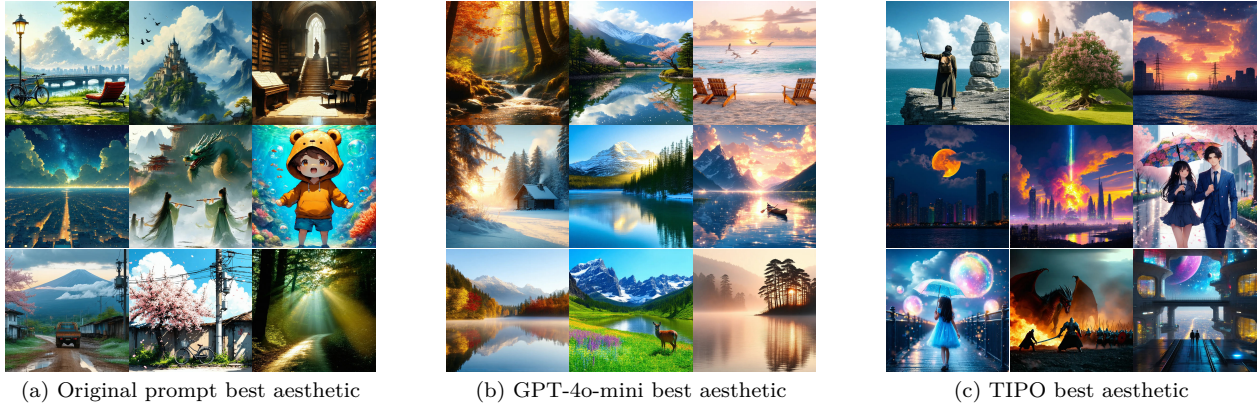 (a) Original prompt best aesthetic
(b) GPT-4o-mini best aesthetic
(c) TIPO best aesthetic